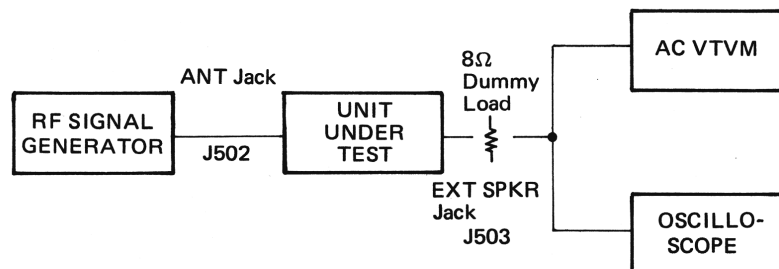 RF SIGNAL
GENERATOR
ANT Jack
J502
UNIT
UNDER
TEST
8Ω
Dummy
Load
EXT SPKR
Jack
J503
AC VTVM
OSCILLO-
SCOPE